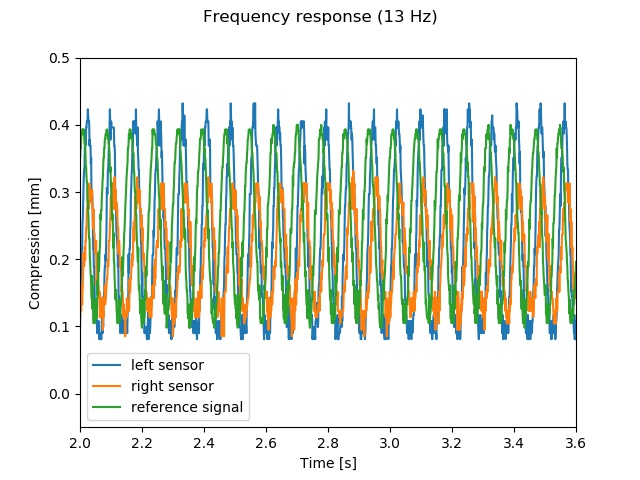 Frequency response (13 Hz)
0.5
0.4
0.3
0.2
0.1
0.0
Compression [mm]
left sensor
right sensor
reference signal
2.0 2.2 2.4 2.6 2.8 3.0 3.2 3.4 3.6
Time [s]